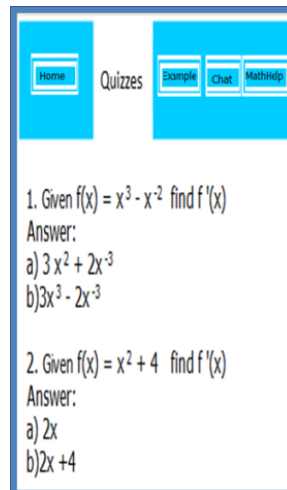 Home Quizzes Example Chat MathHelp
1. Given f(x) = x³ - x⁻² find f '(x)
Answer:
a) 3 x² + 2x⁻³
b)3x³ - 2x⁻³
2. Given f(x) = x² + 4 find f '(x)
Answer:
a) 2x
b)2x +4